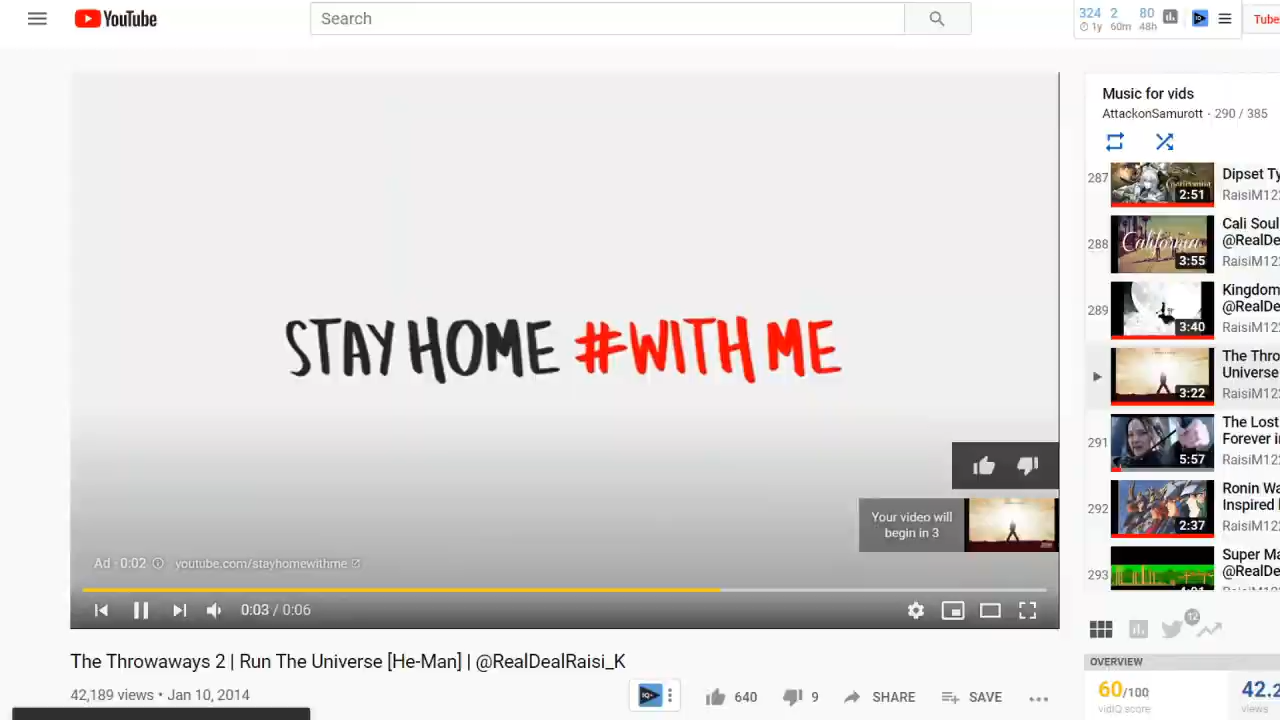 YouTube
Search
324 2 80
1y 60m 48h
Tube
STAY HOME #WITH ME
Your video will
begin in 3
Ad · 0:02 youtube.com/stayhomewithme
0:03 / 0:06
The Throwaways 2 | Run The Universe [He-Man] | @RealDealRaisi_K
42,189 views • Jan 10, 2014
640
9
SHARE
SAVE
Music for vids
AttackonSamurott · 290 / 385
287
2:51
Dipset Ty
RaisiM12
288
California
3:55
Cali Soul
@RealDe
RaisiM12
289
3:40
Kingdom
@RealDe
RaisiM12
3:22
The Thro
Universe
RaisiM12
291
5:57
The Lost
Forever i
RaisiM12
292
2:37
Ronin Wa
Inspired
RaisiM12
293
Super Ma
@RealDe
12
OVERVIEW
60/100
vidIQ score
42.2
views